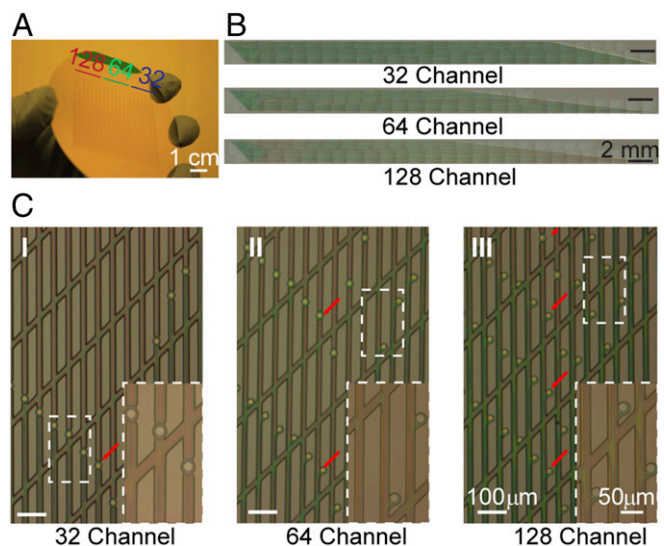 A
128 64 32
1 cm
B
32 Channel
64 Channel
2 mm
128 Channel
C
I
II
III
100μm
50μm
32 Channel
64 Channel
128 Channel